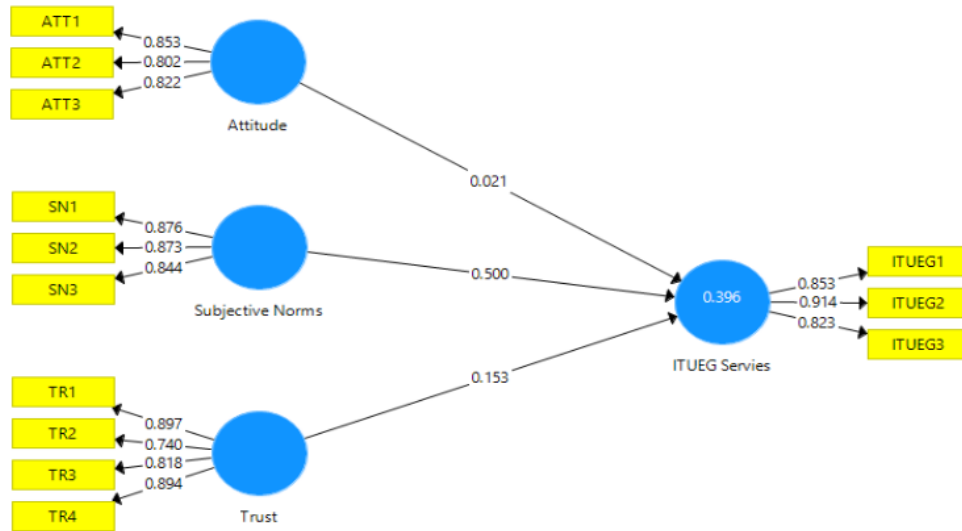 ATT1
0.853
ATT2
0.802
ATT3
0.822
Attitude
0.021
SN1
0.876
SN2
0.873
SN3
0.844
Subjective Norms
0.500
ITUEG1
0.853
0.396
ITUEG2
0.914
ITUEG3
0.823
ITUEG Servies
TR1
0.897
TR2
0.740
TR3
0.818
TR4
0.894
Trust
0.153